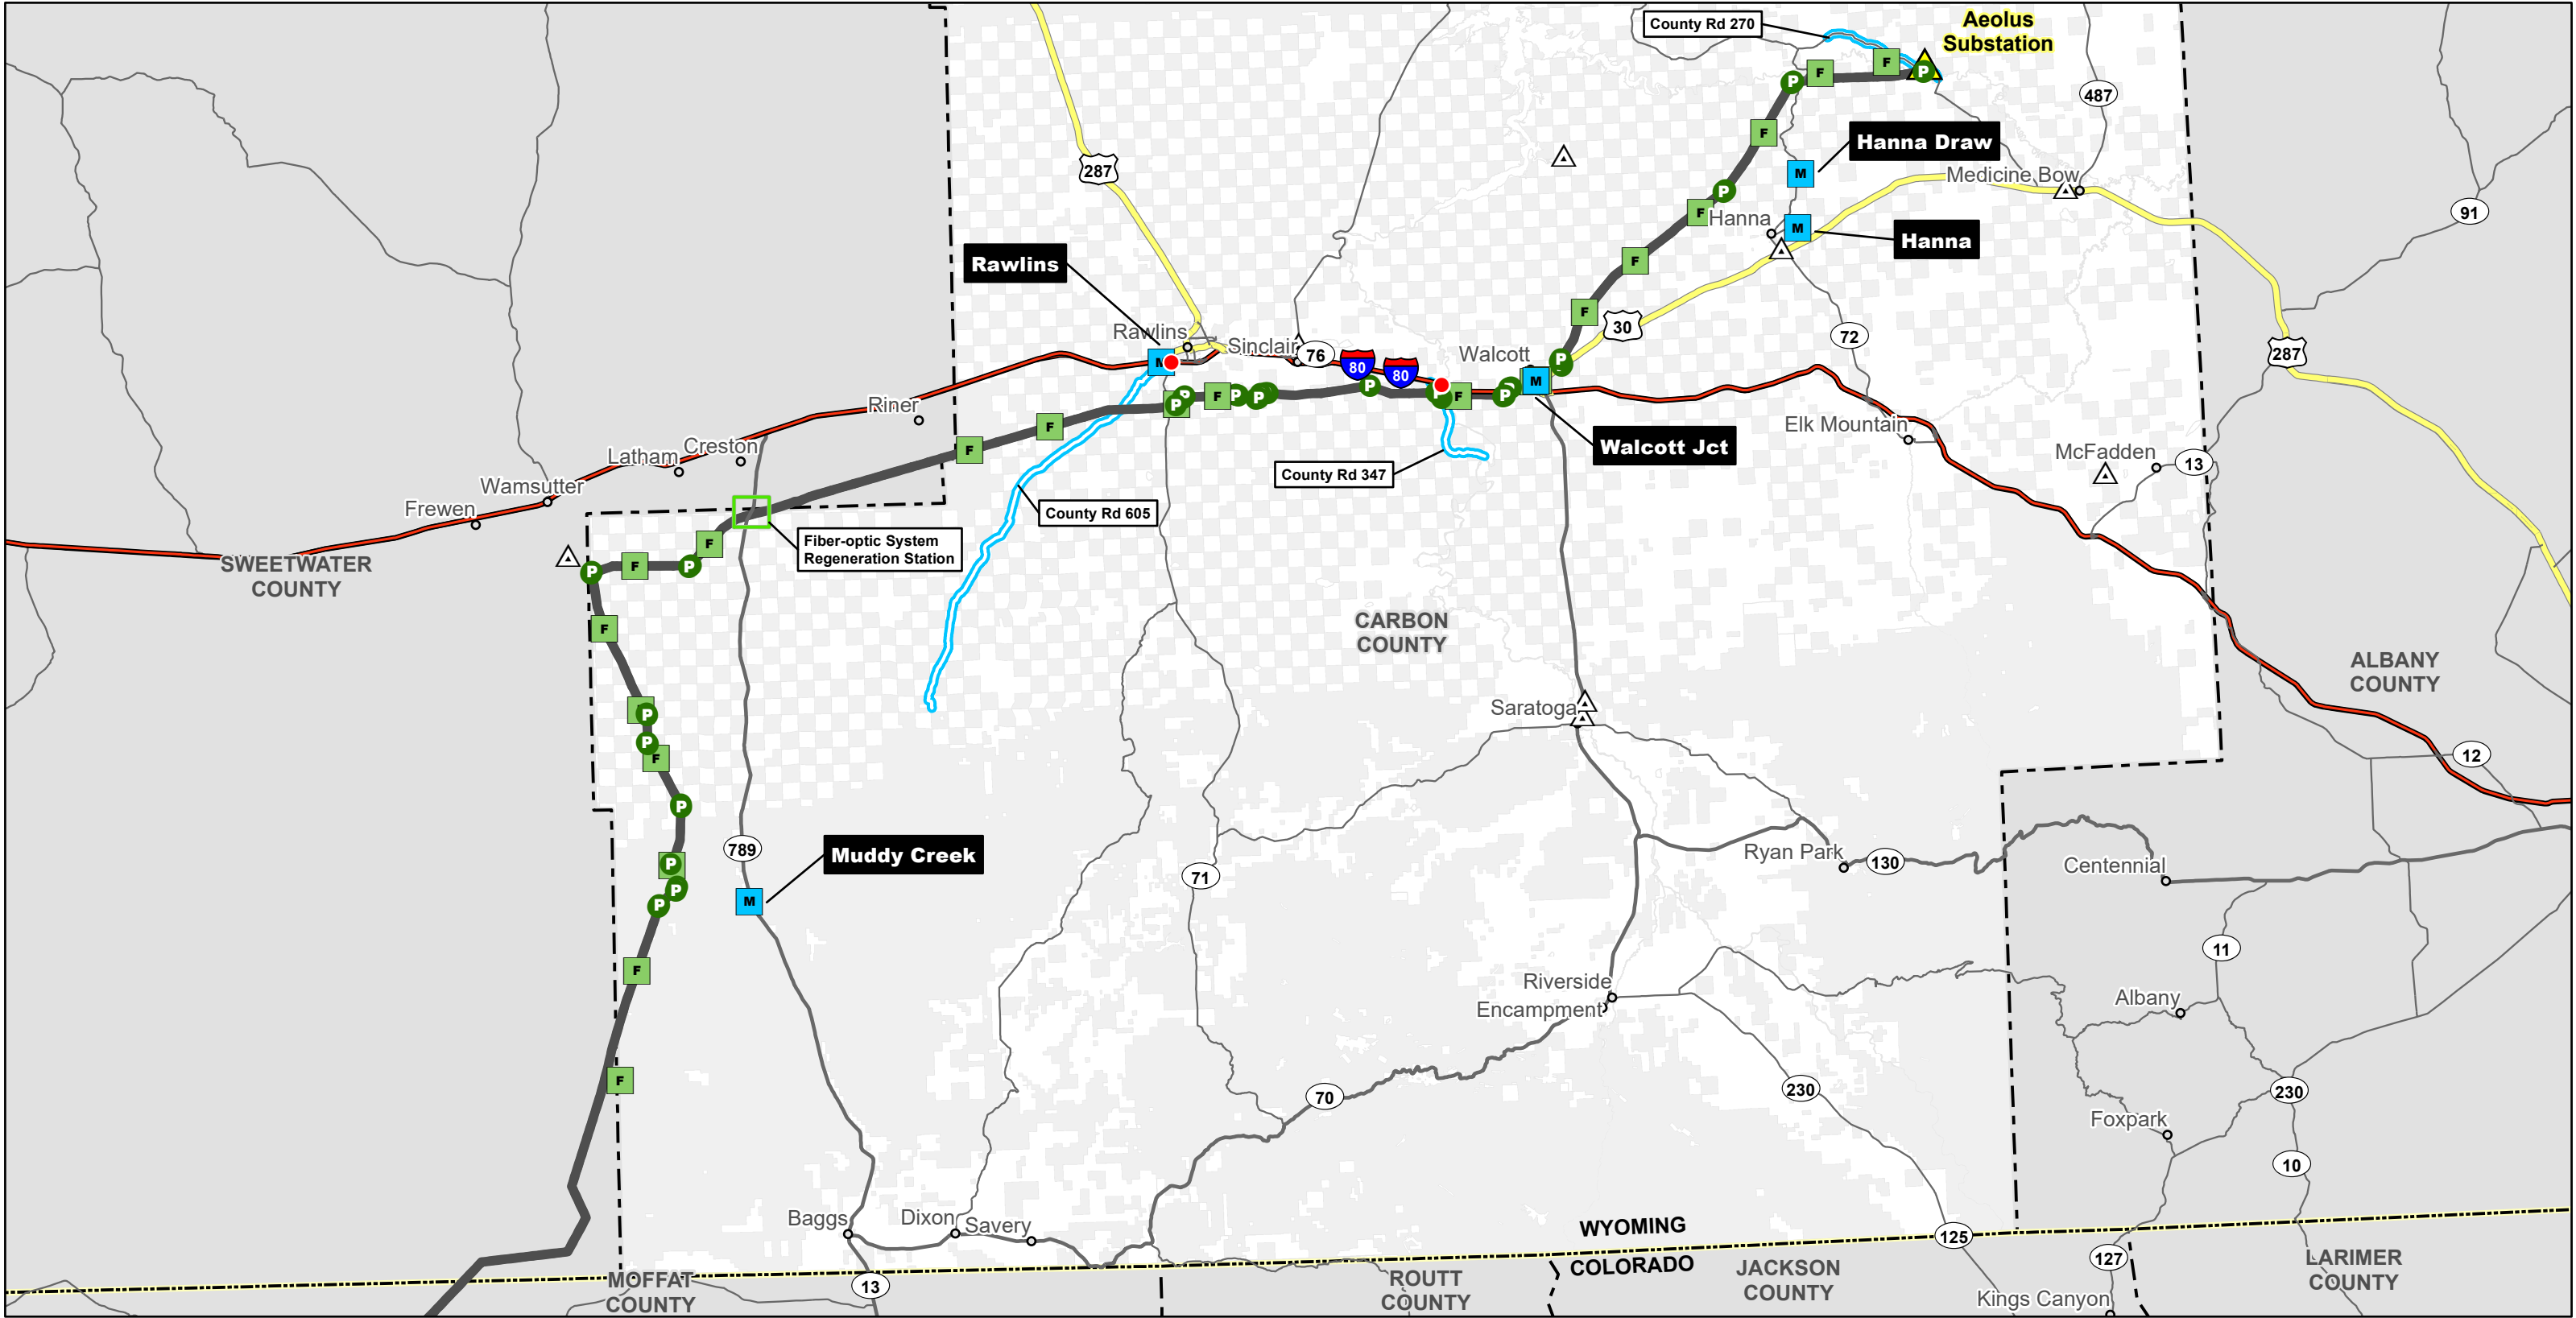 County Rd 270
Aeolus
Substation
F
F
P
P
487
F
Hanna Draw
287
M
Medicine Bow
P
91
F
Hanna
M
Hanna
Rawlins
F
F
30
72
Rawlins
Sinclair
76
Walcott
287
M
80
80
P
M
P
P
F
P
P
P
P
F
P
P
Riner
F
Elk Mountain
Creston
Latham
F
Walcott Jct
McFadden
13
County Rd 347
Wamsutter
Frewen
County Rd 605
Fiber-optic System
Regeneration Station
F
SWEETWATER
COUNTY
P
F
P
F
CARBON
COUNTY
ALBANY
COUNTY
P
Saratoga
P
F
12
P
789
Muddy Creek
Ryan Park
130
Centennial
P
71
P
P
M
11
F
Riverside
Encampment
Albany
F
70
230
230
Foxpark
10
Baggs
Dixon
Savery
WYOMING
COLORADO
125
127
MOFFAT
COUNTY
13
ROUTT
COUNTY
JACKSON
COUNTY
LARIMER
COUNTY
Kings Canyon